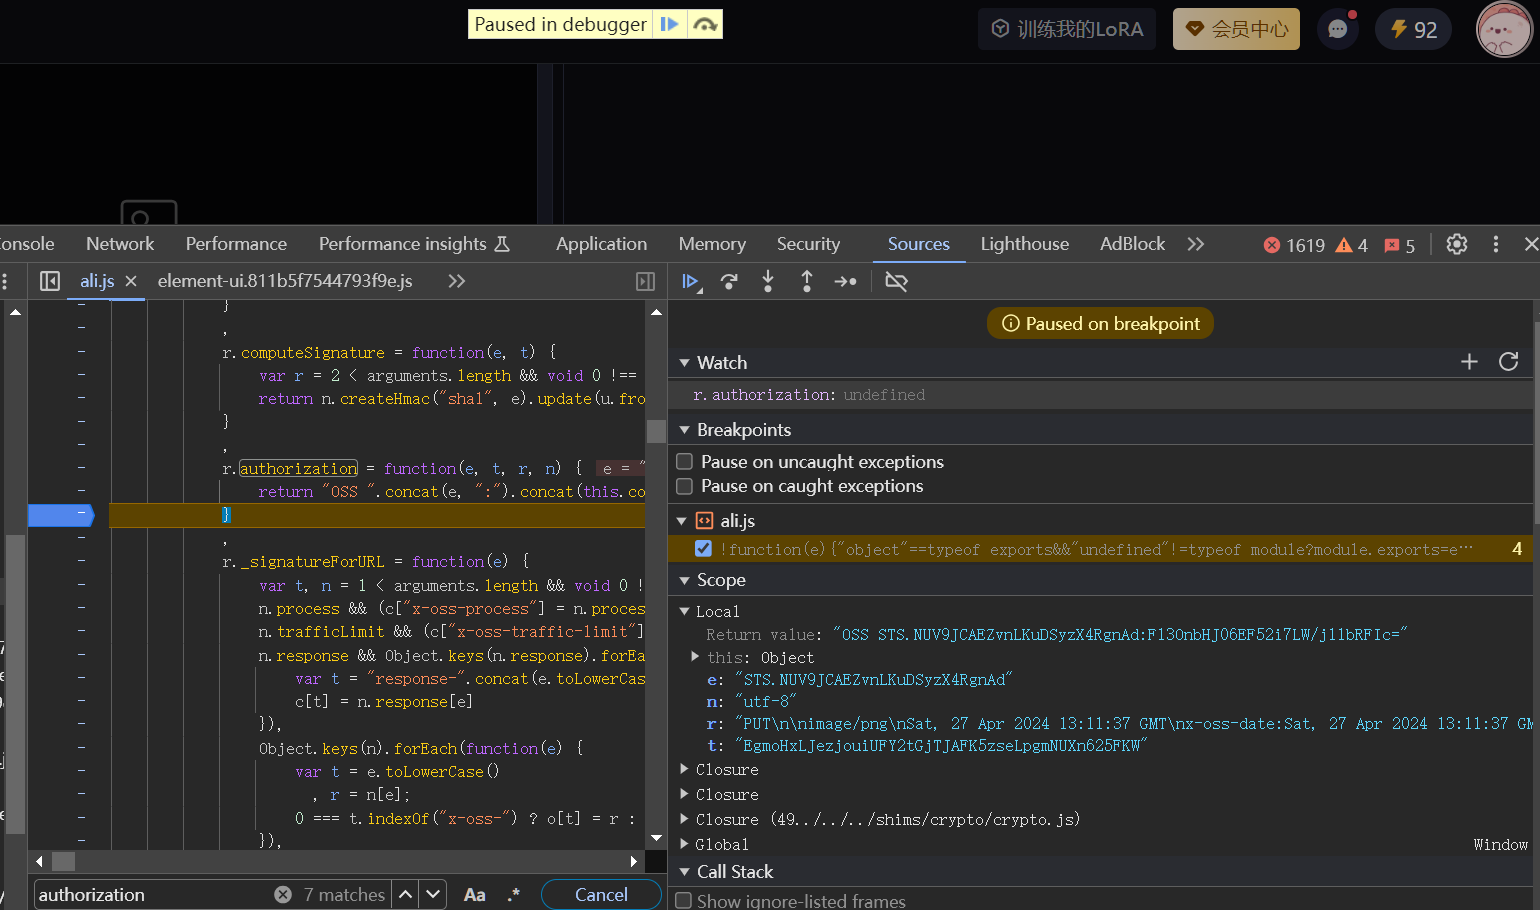 Paused in debugger
训练我的LoRA
会员中心
92
onsole Network Performance Performance insights Application Memory Security Sources Lighthouse AdBlock 1619 4 5
ali.js element-ui.811b5f7544793f9e.js
}
,
r.computeSignature = function(e, t) {
var r = 2 < arguments.length && void 0 !==
return n.createHmac("sha1", e).update(u.fro
}
,
r.authorization = function(e, t, r, n) { e = "
return "OSS ".concat(e, ":").concat(this.co
}
,
r._signatureForURL = function(e) {
var t, n = 1 < arguments.length && void 0 !
n.process && (c["x-oss-process"] = n.proces
n.trafficLimit && (c["x-oss-traffic-limit"]
n.response && Object.keys(n.response).forEa
var t = "response-".concat(e.toLowerCas
c[t] = n.response[e]
}),
Object.keys(n).forEach(function(e) {
var t = e.toLowerCase()
, r = n[e];
0 === t.indexOf("x-oss-") ? o[t] = r :
}),
authorization 7 matches Aa .* Cancel
Paused on breakpoint
Watch
r.authorization: undefined
Breakpoints
Pause on uncaught exceptions
Pause on caught exceptions
ali.js
!function(e){"object"==typeof exports&&"undefined"!=typeof module?module.exports=e… 4
Scope
Local
Return value: "OSS STS.NUV9JCAEZvnLKuDSyzX4RgnAd:F13OnbHJ06EF52i7LW/j11bRFIc="
this: Object
e: "STS.NUV9JCAEZvnLKuDSyzX4RgnAd"
n: "utf-8"
r: "PUT\n\nimage/png\nSat, 27 Apr 2024 13:11:37 GMT\nx-oss-date:Sat, 27 Apr 2024 13:11:37 GM
t: "EgmoHxLJezjouiUFY2tGjTJAFK5zseLpgmNUXn625FKW"
Closure
Closure
Closure (49../../../shims/crypto/crypto.js)
Global Window
Call Stack
Show ignore-listed frames